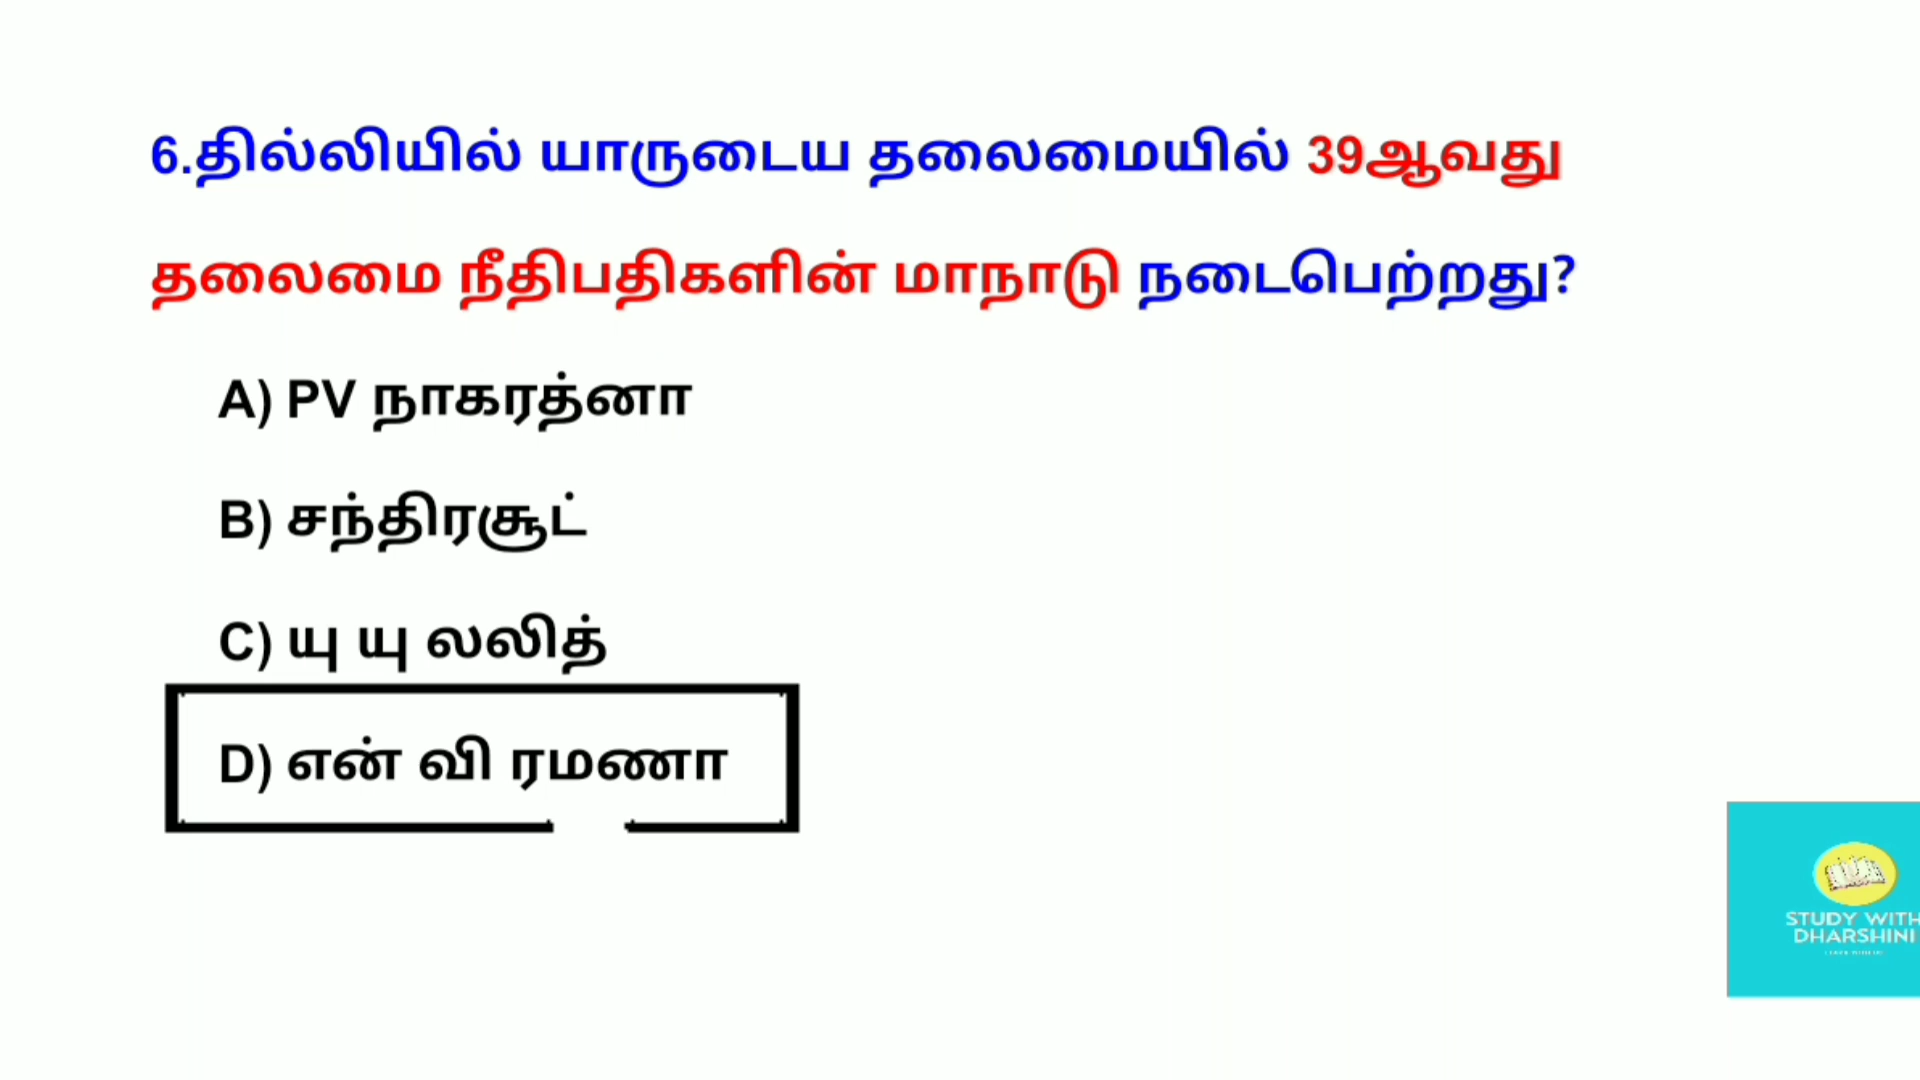 6.தில்லியில் யாருடைய தலைமையில் 39ஆவது
தலைமை நீதிபதிகளின் மாநாடு நடைபெற்றது?
A) PV நாகரத்னா
B) சந்திரசூட்
C) யு யு லலித்
D) என் வி ரமணா
STUDY WITH
DHARSHINI